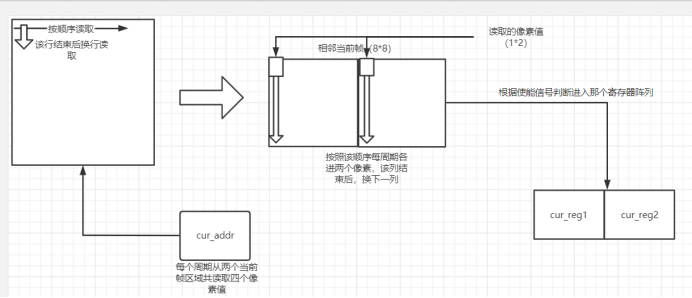 按顺序读取
该行结束后换行读
取
读取的像素值
(1*2)
相邻当前帧(8*8)
根据使能信号判断进入那个寄存器阵列
按照该顺序每周期各
进两个像素，该列结
束后，换下一列
cur_reg1
cur_reg2
cur_addr
每个周期从两个当前
帧区域共读取四个像
素值